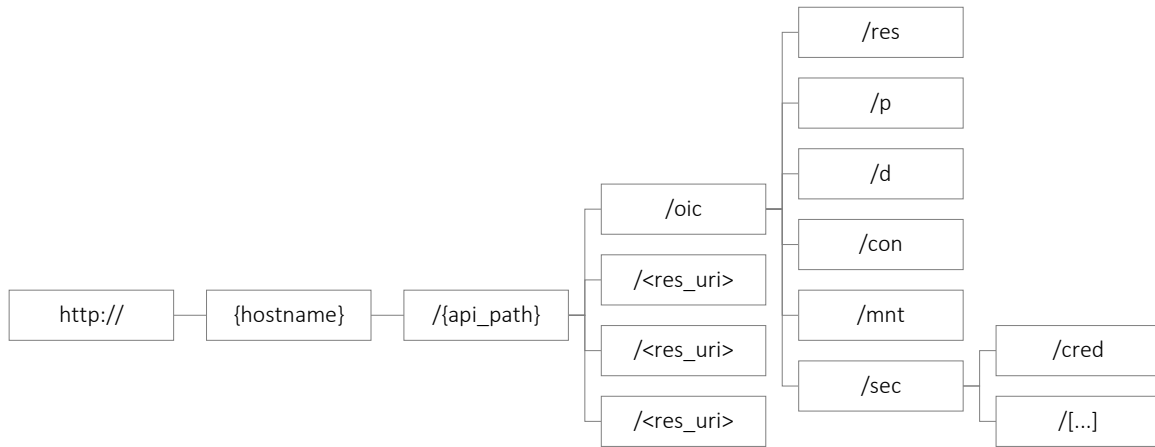 http://
{hostname}
/{api_path}
/oic
/<res_uri>
/<res_uri>
/<res_uri>
/res
/p
/d
/con
/mnt
/sec
/cred
/[...]